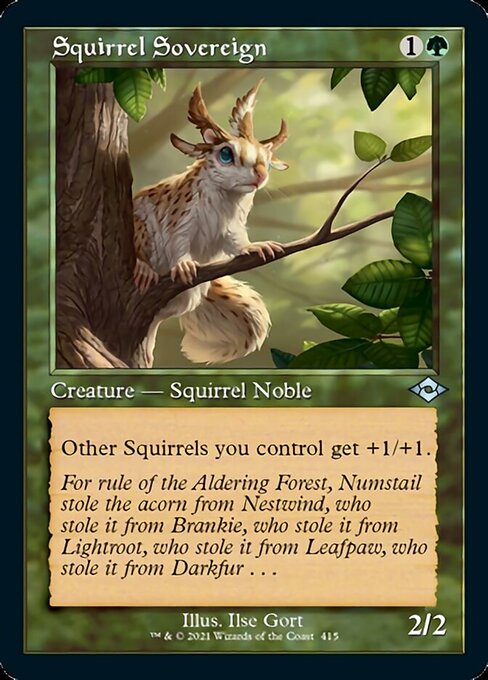 Squirrel Sovereign 1
Creature — Squirrel Noble
Other Squirrels you control get +1/+1.
For rule of the Aldering Forest, Numstail
stole the acorn from Nestwind, who
stole it from Brankie, who stole it from
Lightroot, who stole it from Leafpaw, who
stole it from Darkfur . . .
Illus. Ilse Gort
2/2
™ & © 2021 Wizards of the Coast 415